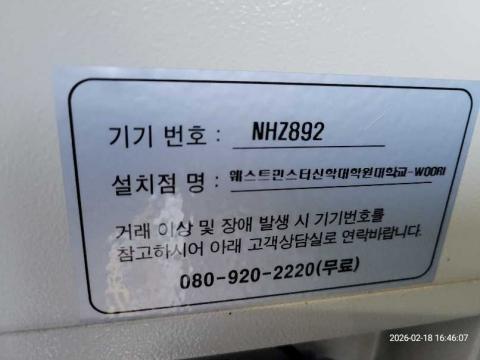 기기 번호 : NHZ892
설치점 명 : 웨스트민스터신학대학원대학교-WOORI
거래 이상 및 장애 발생 시 기기번호를
참고하시어 아래 고객상담실로 연락바랍니다.
080-920-2220(무료)
2026-02-18 16:46:07